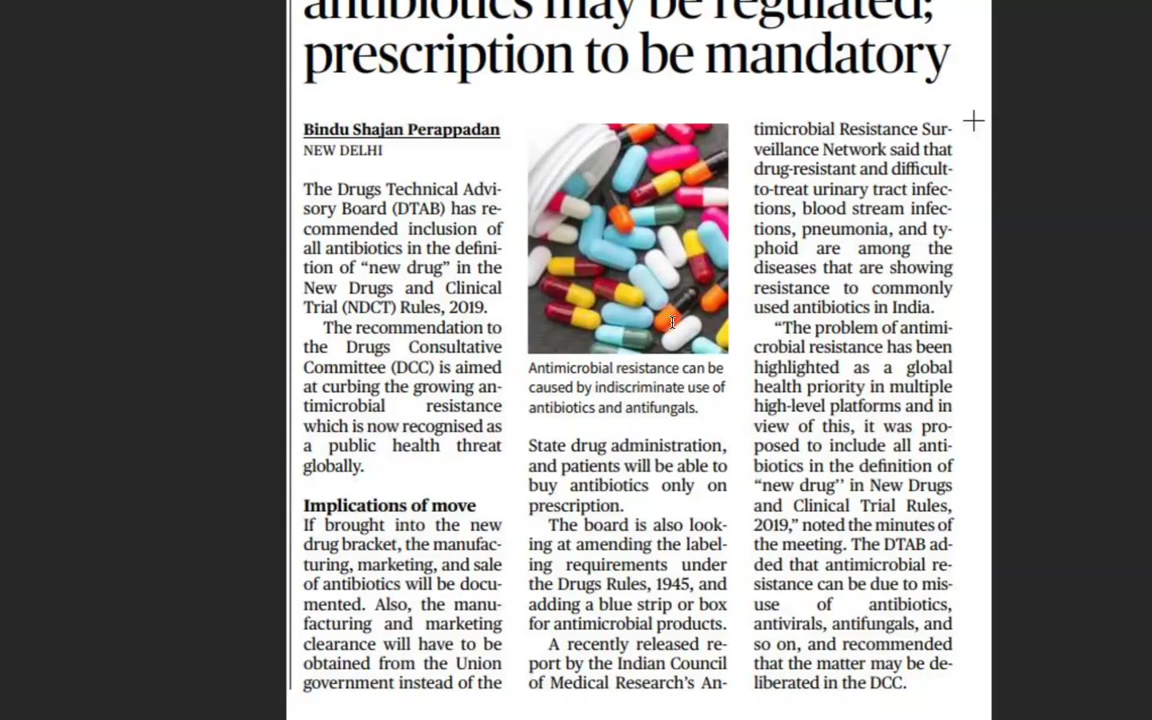 antibiotics may be regulated;
prescription to be mandatory
Bindu Shajan Perappadan
NEW DELHI
The Drugs Technical Advi-
sory Board (DTAB) has re-
commended inclusion of
all antibiotics in the defini-
tion of “new drug” in the
New Drugs and Clinical
Trial (NDCT) Rules, 2019.
The recommendation to
the Drugs Consultative
Committee (DCC) is aimed
at curbing the growing an-
timicrobial resistance
which is now recognised as
a public health threat
globally.
Implications of move
If brought into the new
drug bracket, the manufac-
turing, marketing, and sale
of antibiotics will be docu-
mented. Also, the manu-
facturing and marketing
clearance will have to be
obtained from the Union
government instead of the
Antimicrobial resistance can be
caused by indiscriminate use of
antibiotics and antifungals.
State drug administration,
and patients will be able to
buy antibiotics only on
prescription.
The board is also look-
ing at amending the label-
ing requirements under
the Drugs Rules, 1945, and
adding a blue strip or box
for antimicrobial products.
A recently released re-
port by the Indian Council
of Medical Research’s An-
timicrobial Resistance Sur-
veillance Network said that
drug-resistant and difficult-
to-treat urinary tract infec-
tions, blood stream infec-
tions, pneumonia, and ty-
phoid are among the
diseases that are showing
resistance to commonly
used antibiotics in India.
“The problem of antimi-
crobial resistance has been
highlighted as a global
health priority in multiple
high-level platforms and in
view of this, it was pro-
posed to include all anti-
biotics in the definition of
“new drug’’ in New Drugs
and Clinical Trial Rules,
2019,” noted the minutes of
the meeting. The DTAB ad-
ded that antimicrobial re-
sistance can be due to mis-
use of antibiotics,
antivirals, antifungals, and
so on, and recommended
that the matter may be de-
liberated in the DCC.